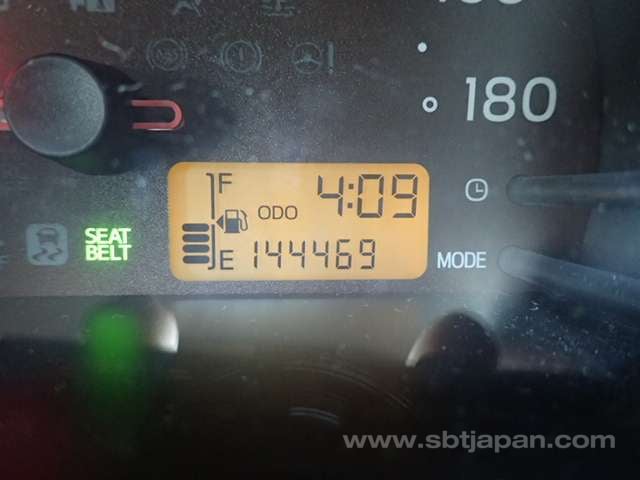 180
F
4:09
ODO
SEAT
BELT
E 144469
MODE
www.sbtjapan.com